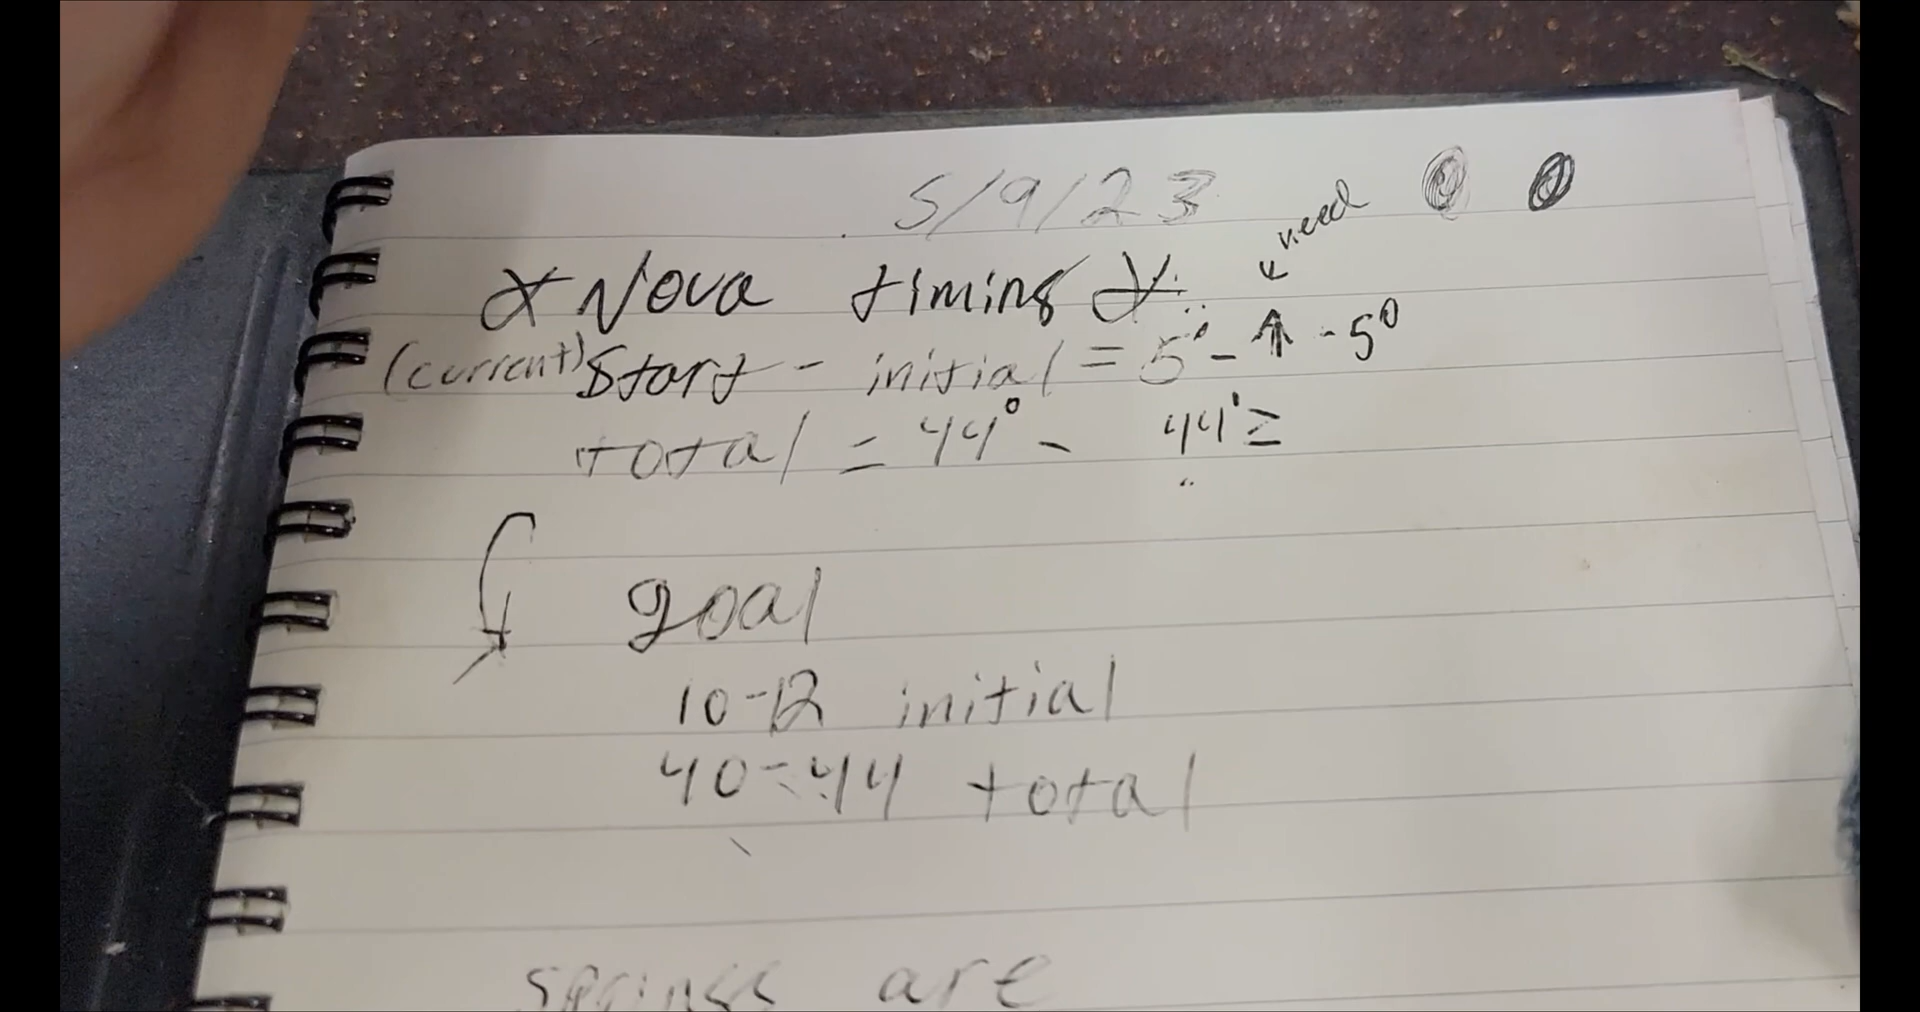 5/9/23
need
* Nova timing *
(current) Start - initial = 5° - ↑ - 5°
total = 44° - 44° =
goal
10-12 initial
40-44 total
springs are